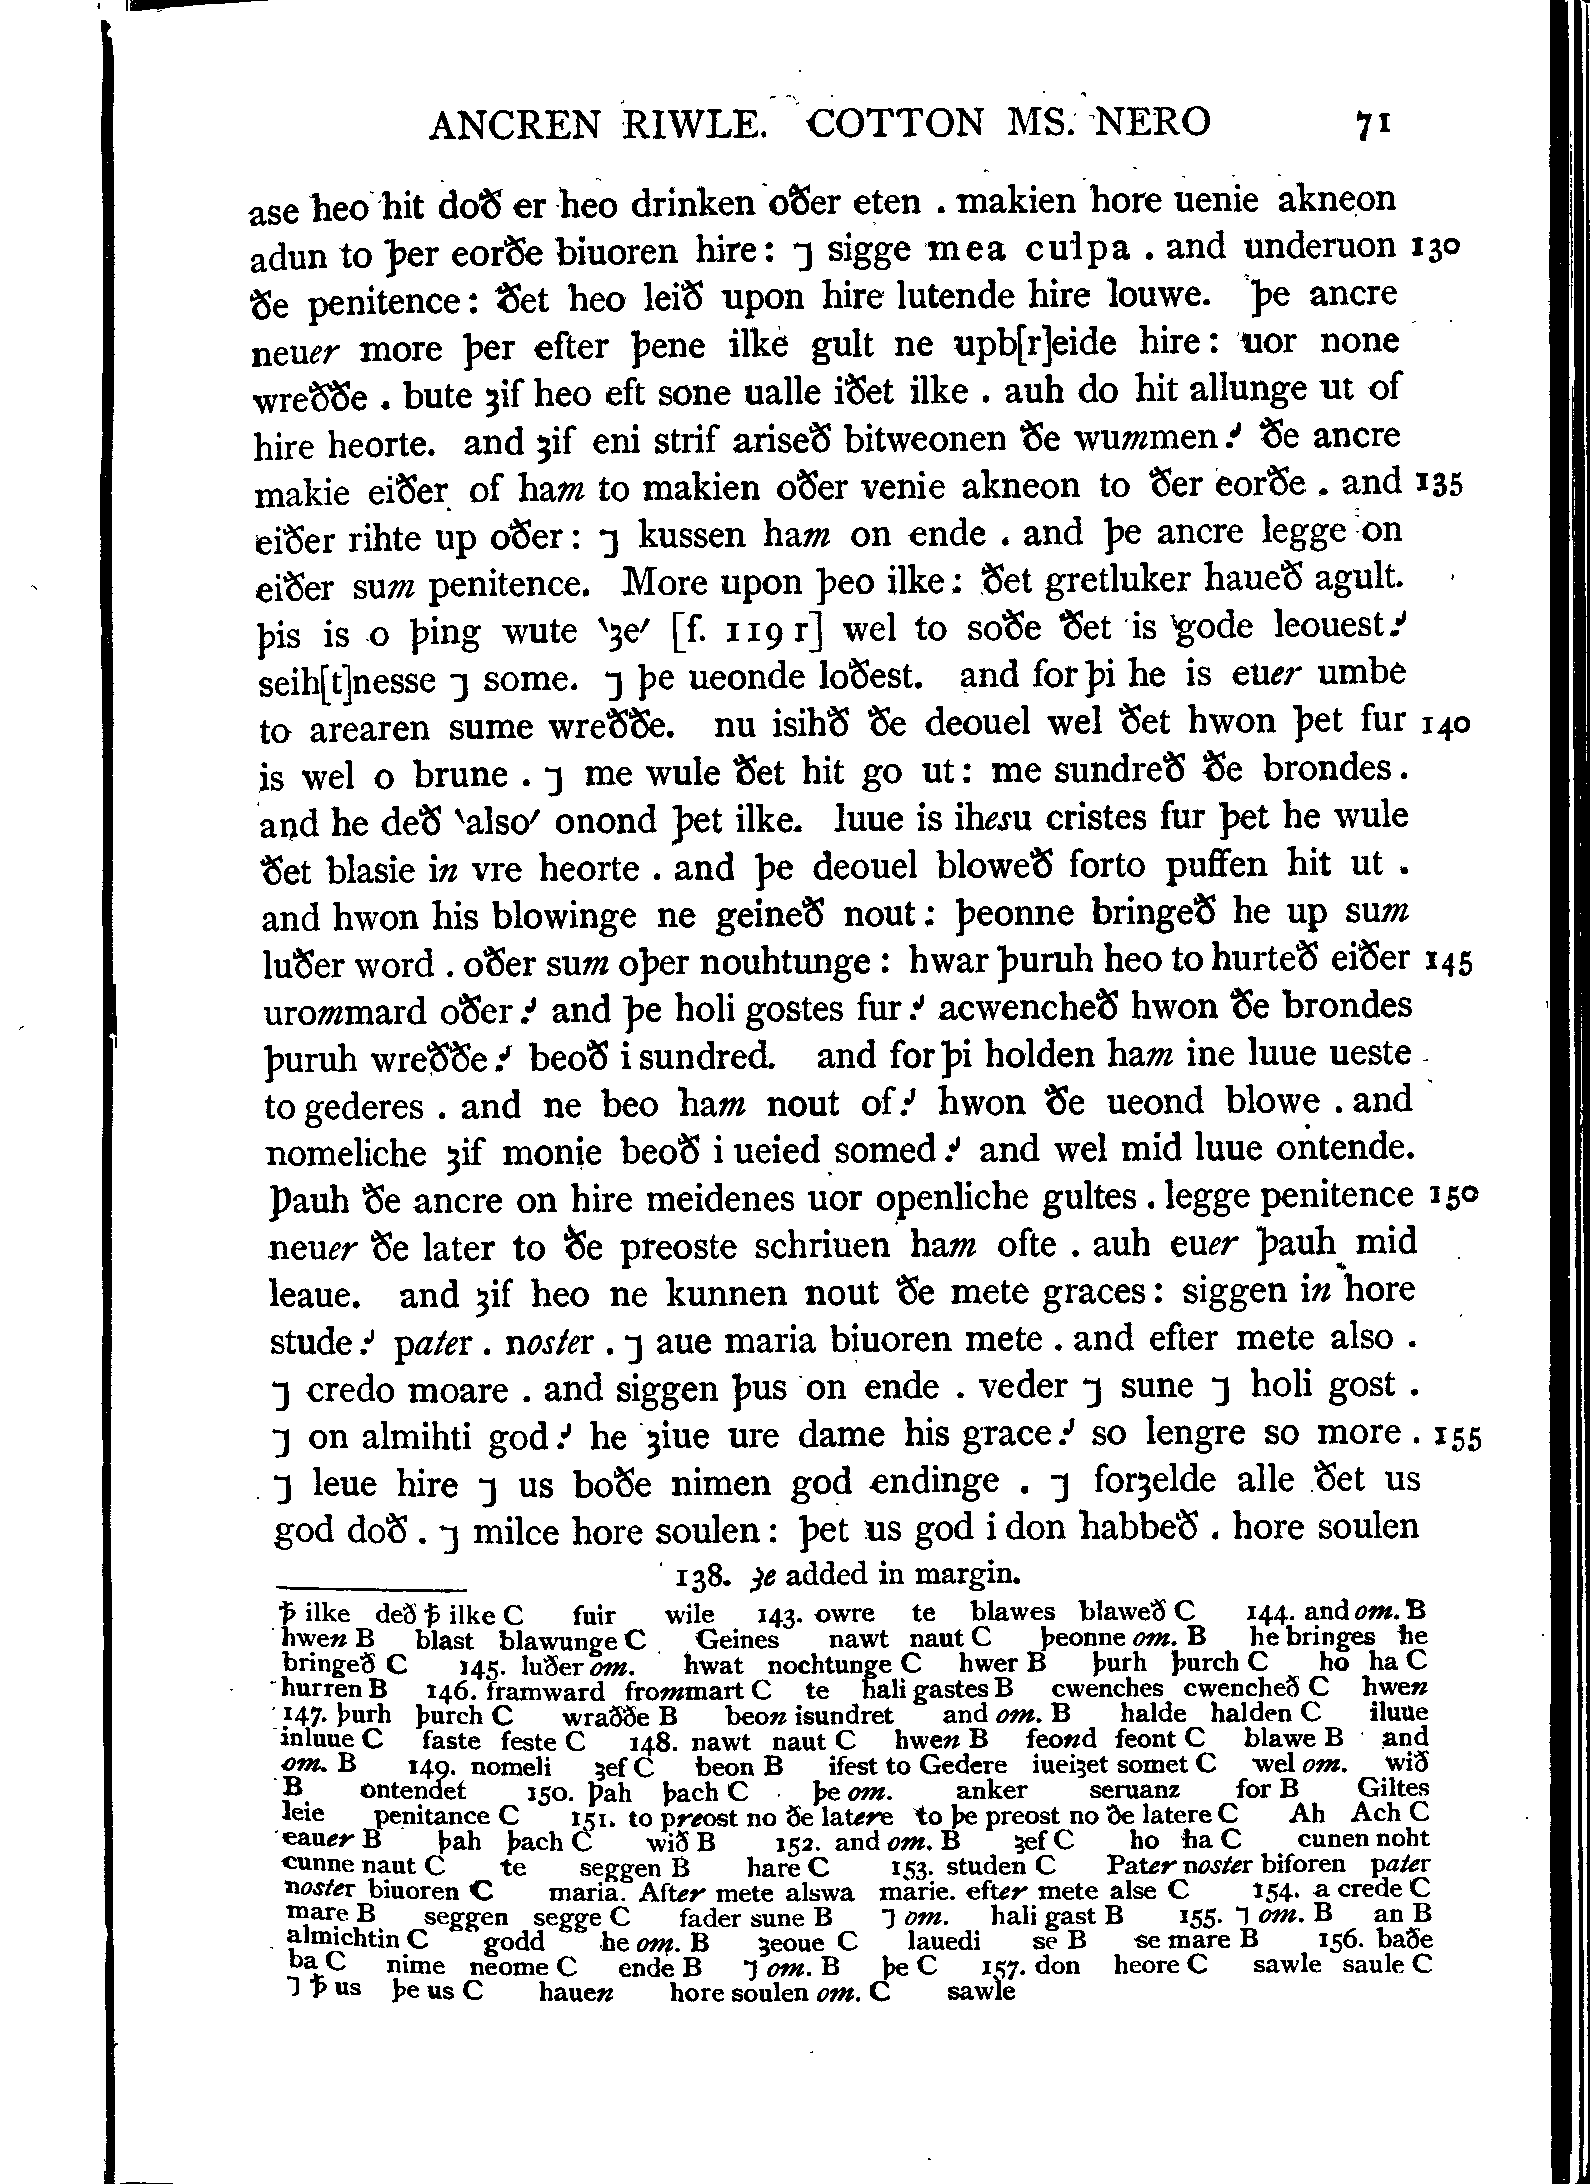 ANCREN RIWLE. COTTON MS. NERO 71
ase heo hit doð er heo drinken oðer eten . makien hore uenie akneon
adun to þer eorðe biuoren hire: ⁊ sigge mea culpa . and underuon 130
ðe penitence: ðet heo leið upon hire lutende hire louwe. þe ancre
neuer more þer efter þene ilke gult ne upb[r]eide hire: uor none
wreððe . bute ȝif heo eft sone ualle iðet ilke . auh do hit allunge ut of
hire heorte. and ȝif eni strif ariseð bitweonen ðe wummen؛ ðe ancre
makie eiðer of ham to makien oðer venie akneon to ðer eorðe . and 135
eiðer rihte up oðer: ⁊ kussen ham on ende . and þe ancre legge on
eiðer sum penitence. More upon þeo ilke: ðet gretluker haueð agult.
þis is o þing wute ‵ȝe′ [f. 119 r] wel to soðe ðet is gode leouest؛
seih[t]nesse ⁊ some. ⁊ þe ueonde loðest. and for þi he is euer umbe
to arearen sume wreððe. nu isihð ðe deouel wel ðet hwon þet fur 140
is wel o brune . ⁊ me wule ðet hit go ut: me sundreð ðe brondes.
and he deð ‵also′ onond þet ilke. luue is ihesu cristes fur þet he wule
ðet blasie in vre heorte . and þe deouel bloweð forto puffen hit ut .
and hwon his blowinge ne geineð nout: þeonne bringeð he up sum
luðer word . oðer sum oþer nouhtunge: hwar þuruh heo to hurteð eiðer 145
urommard oðer؛ and þe holi gostes fur؛ acwencheð hwon ðe brondes
þuruh wreððe؛ beoð i sundred. and for þi holden ham ine luue ueste
to gederes . and ne beo ham nout of؛ hwon ðe ueond blowe . and
nomeliche ȝif monie beoð i ueied somed؛ and wel mid luue ontende.
Þauh ðe ancre on hire meidenes uor openliche gultes . legge penitence 150
neuer ðe later to ðe preoste schriuen ham ofte . auh euer þauh mid
leaue. and ȝif heo ne kunnen nout ðe mete graces: siggen in hore
stude؛ pater . noster . ⁊ aue maria biuoren mete . and efter mete also .
⁊ credo moare . and siggen þus on ende . veder ⁊ sune ⁊ holi gost .
⁊ on almihti god؛ he ȝiue ure dame his grace؛ so lengre so more . 155
⁊ leue hire ⁊ us boðe nimen god endinge . ⁊ forȝelde alle ðet us
god doð . ⁊ milce hore soulen: þet us god i don habbeð . hore soulen
138. ȝe added in margin.
ꝥ ilke deð ꝥ ilke C fuir wile 143. owre te blawes blaweð C 144. and om. B
hwen B blast blawunge C Geines nawt naut C þeonne om. B he bringes he
bringeð C 145. luðer om. hwat nochtunge C hwer B þurh þurch C ho ha C
hurren B 146. framward frommart C te hali gastes B cwenches cwencheð C hwen
147. þurh þurch C wraððe B beon isundret and om. B halde halden C iluue
inluue C faste feste C 148. nawt naut C hwen B feond feont C blawe B and
om. B 149. nomeli ȝef C beon B ifest to Gedere iueiȝet somet C wel om. wið
B ontendet 150. Þah þach C þe om. anker seruanz for B Giltes
leie penitance C 151. to preost no ðe latere to þe preost no ðe latere C Ah Ach C
eauer B þah þach C wið B 152. and om. B ȝef C ho ha C cunen noht
cunne naut C te seggen B hare C 153. studen C Pater noster biforen pater
noster biuoren C maria. After mete alswa marie. efter mete alse C 154. a crede C
mare B seggen segge C fader sune B ⁊ om. hali gast B 155. ⁊ om. B an B
almichtin C godd he om. B ȝeoue C lauedi se B se mare B 156. baðe
ba C nime neome C ende B ⁊ om. B þe C 157. don heore C sawle saule C
⁊ ꝥ us þe us C hauen hore soulen om. C sawle